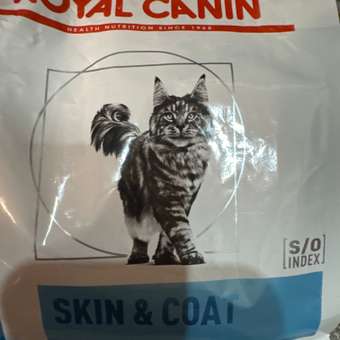 ROYAL CANIN
HEALTH NUTRITION SINCE 1968
[S/O
INDEX]
SKIN & COAT